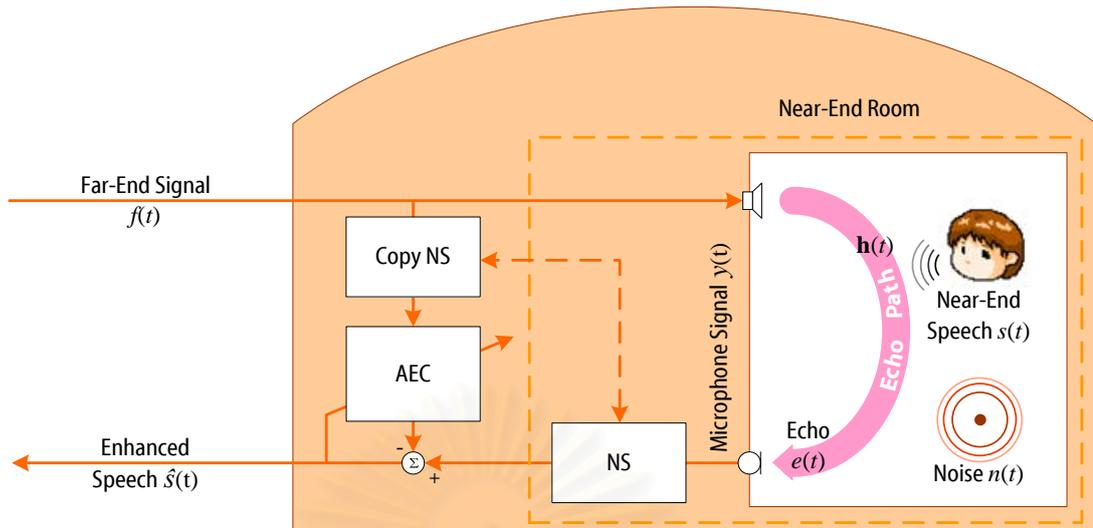 Near-End Room
Far-End Signal
f(t)
Copy NS
AEC
Microphone Signal y(t)
h(t)
Echo Path
Near-End
Speech s(t)
Enhanced
Speech ŝ(t)
-
Σ
+
NS
Echo
e(t)
Noise n(t)